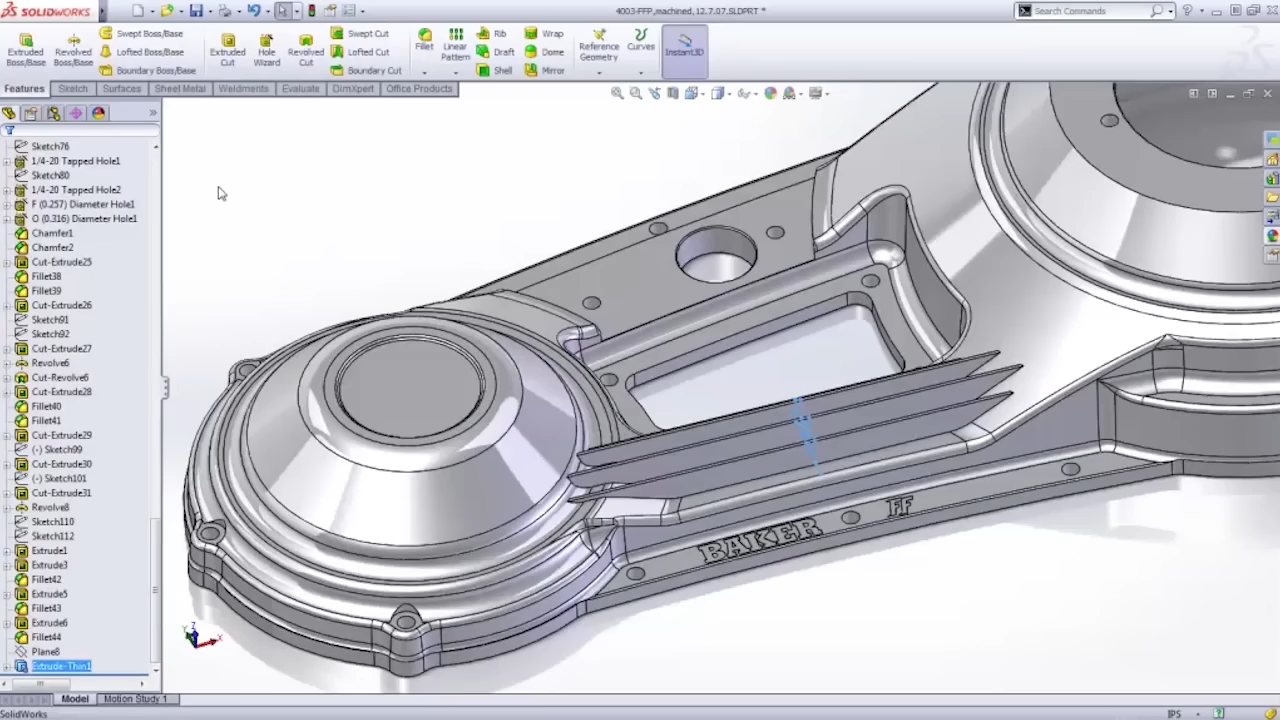 SOLIDWORKS
4003-FFP,machined,12.7.07.SLDPRT *
Search Commands
Extruded Boss/Base
Revolved Boss/Base
Swept Boss/Base
Lofted Boss/Base
Boundary Boss/Base
Extruded Cut
Hole Wizard
Revolved Cut
Swept Cut
Lofted Cut
Boundary Cut
Fillet
Linear Pattern
Rib
Draft
Shell
Wrap
Dome
Mirror
Reference Geometry
Curves
Instant3D
Features
Sketch
Surfaces
Sheet Metal
Weldments
Evaluate
DimXpert
Office Products
Sketch76
1/4-20 Tapped Hole1
Sketch80
1/4-20 Tapped Hole2
F (0.257) Diameter Hole1
O (0.316) Diameter Hole1
Chamfer1
Chamfer2
Cut-Extrude25
Fillet38
Fillet39
Cut-Extrude26
Sketch91
Sketch92
Cut-Extrude27
Revolve6
Cut-Revolve6
Cut-Extrude28
Fillet40
Fillet41
Cut-Extrude29
(-) Sketch99
Cut-Extrude30
(-) Sketch101
Cut-Extrude31
Revolve8
Sketch110
Sketch112
Extrude1
Extrude3
Fillet42
Extrude5
Fillet43
Extrude6
Fillet44
Plane8
Extrude-Thin1
BAKER FF
Z
Y
X
Model
Motion Study 1
SolidWorks
IPS